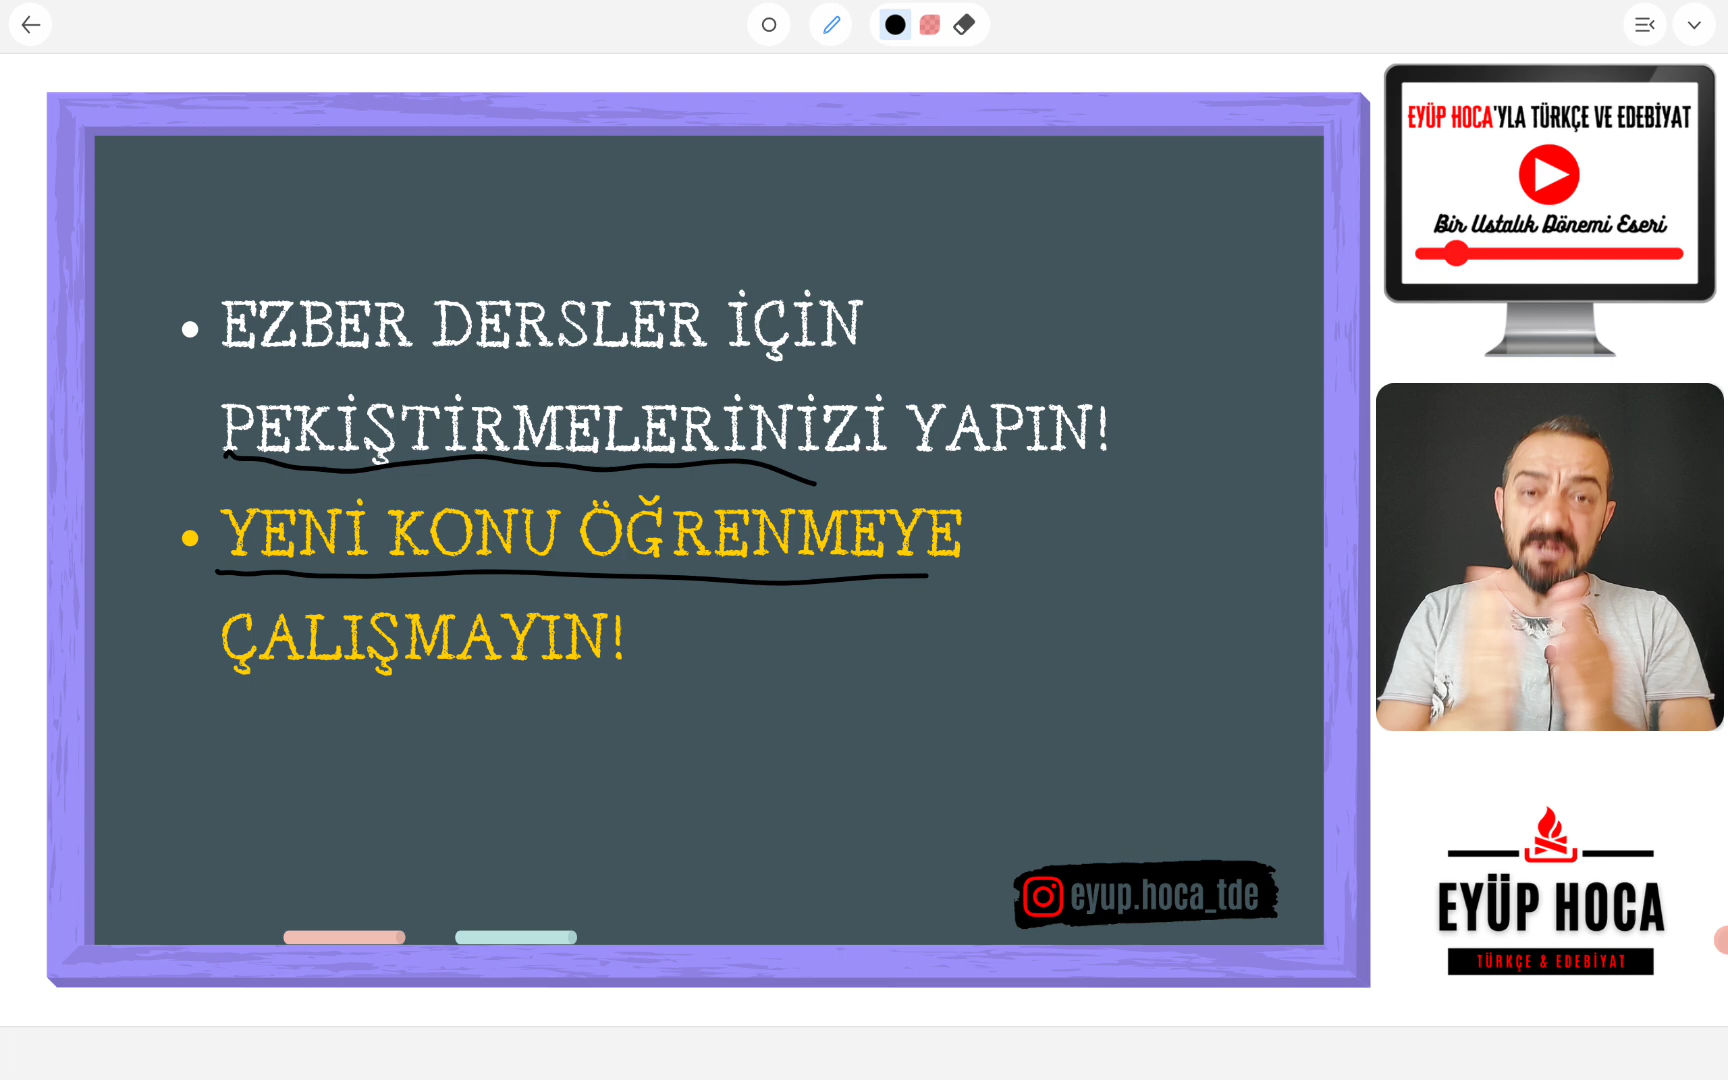 EZBER DERSLER İÇİN
PEKİŞTİRMELERİNİZİ YAPIN!
YENİ KONU ÖĞRENMEYE
ÇALIŞMAYIN!
eyup.hoca_tde
EYÜP HOCA'YLA TÜRKÇE VE EDEBİYAT
Bir Ustalık Dönemi Eseri
EYÜP HOCA
TÜRKÇE & EDEBİYAT